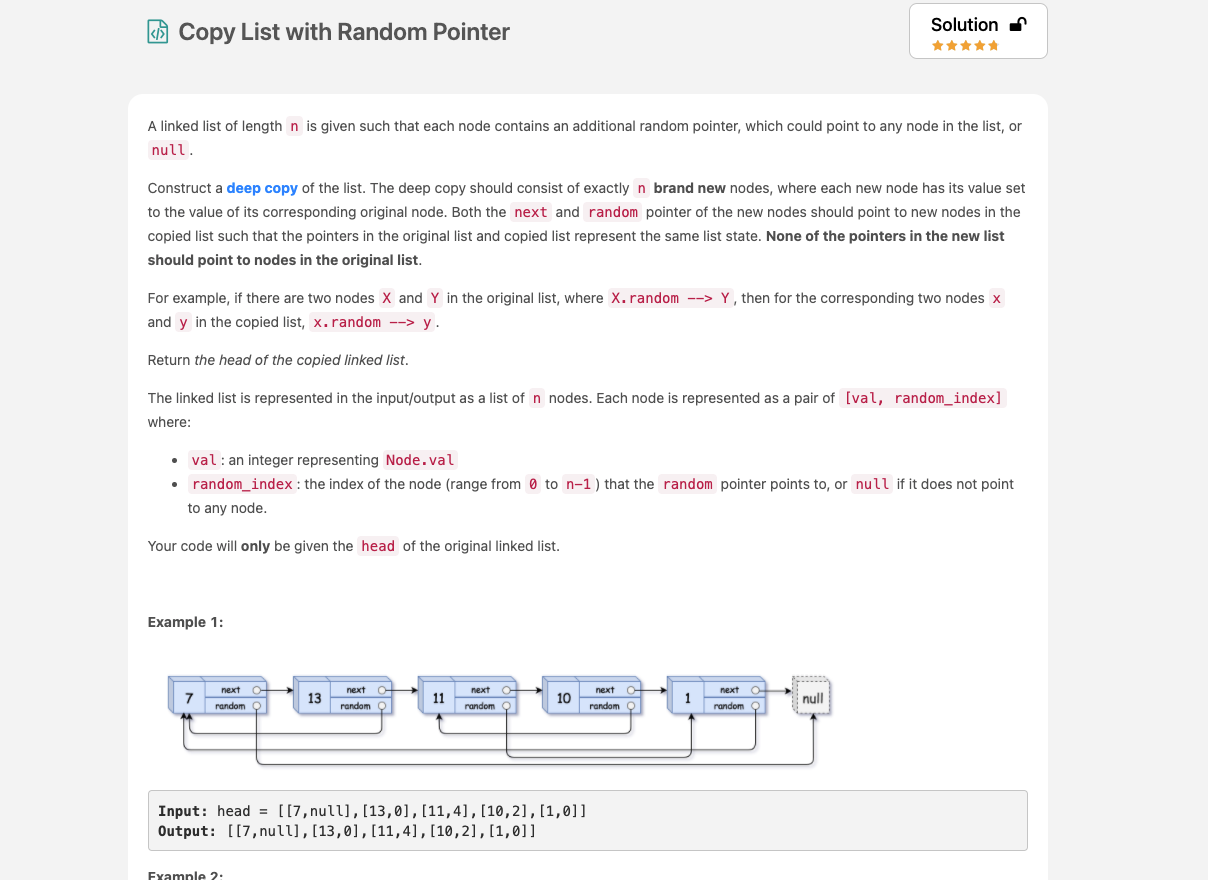 Copy List with Random Pointer
Solution
A linked list of length n is given such that each node contains an additional random pointer, which could point to any node in the list, or
null.
Construct a deep copy of the list. The deep copy should consist of exactly n brand new nodes, where each new node has its value set
to the value of its corresponding original node. Both the next and random pointer of the new nodes should point to new nodes in the
copied list such that the pointers in the original list and copied list represent the same list state. None of the pointers in the new list
should point to nodes in the original list.
For example, if there are two nodes X and Y in the original list, where X.random --> Y, then for the corresponding two nodes x
and y in the copied list, x.random --> y.
Return the head of the copied linked list.
The linked list is represented in the input/output as a list of n nodes. Each node is represented as a pair of [val, random_index]
where:
• val: an integer representing Node.val
• random_index: the index of the node (range from 0 to n-1) that the random pointer points to, or null if it does not point
to any node.
Your code will only be given the head of the original linked list.
Example 1:
7 next random 13 next random 11 next random 10 next random 1 next random null
Input: head = [[7,null],[13,0],[11,4],[10,2],[1,0]]
Output: [[7,null],[13,0],[11,4],[10,2],[1,0]]
Example 2: